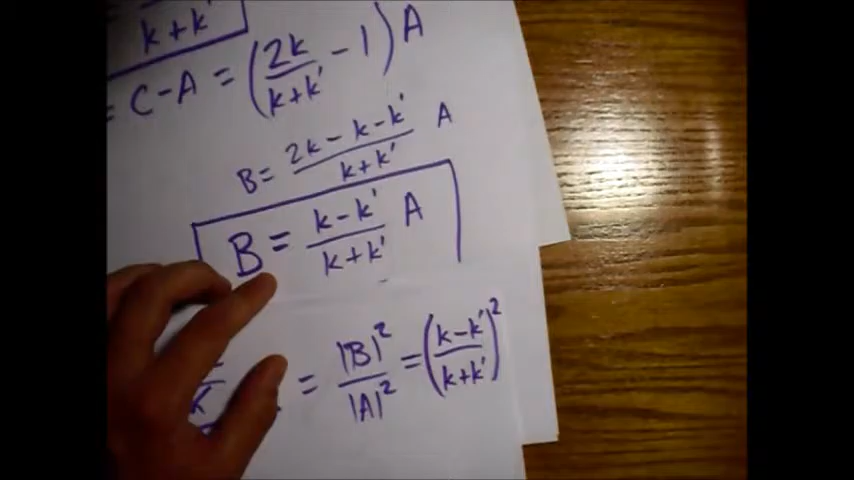 k+k'
= C-A = (2k/k+k' - 1) A
B = 2k-k-k'/k+k' A
B = k-k'/k+k' A
= |B|²/|A|² = (k-k'/k+k')²